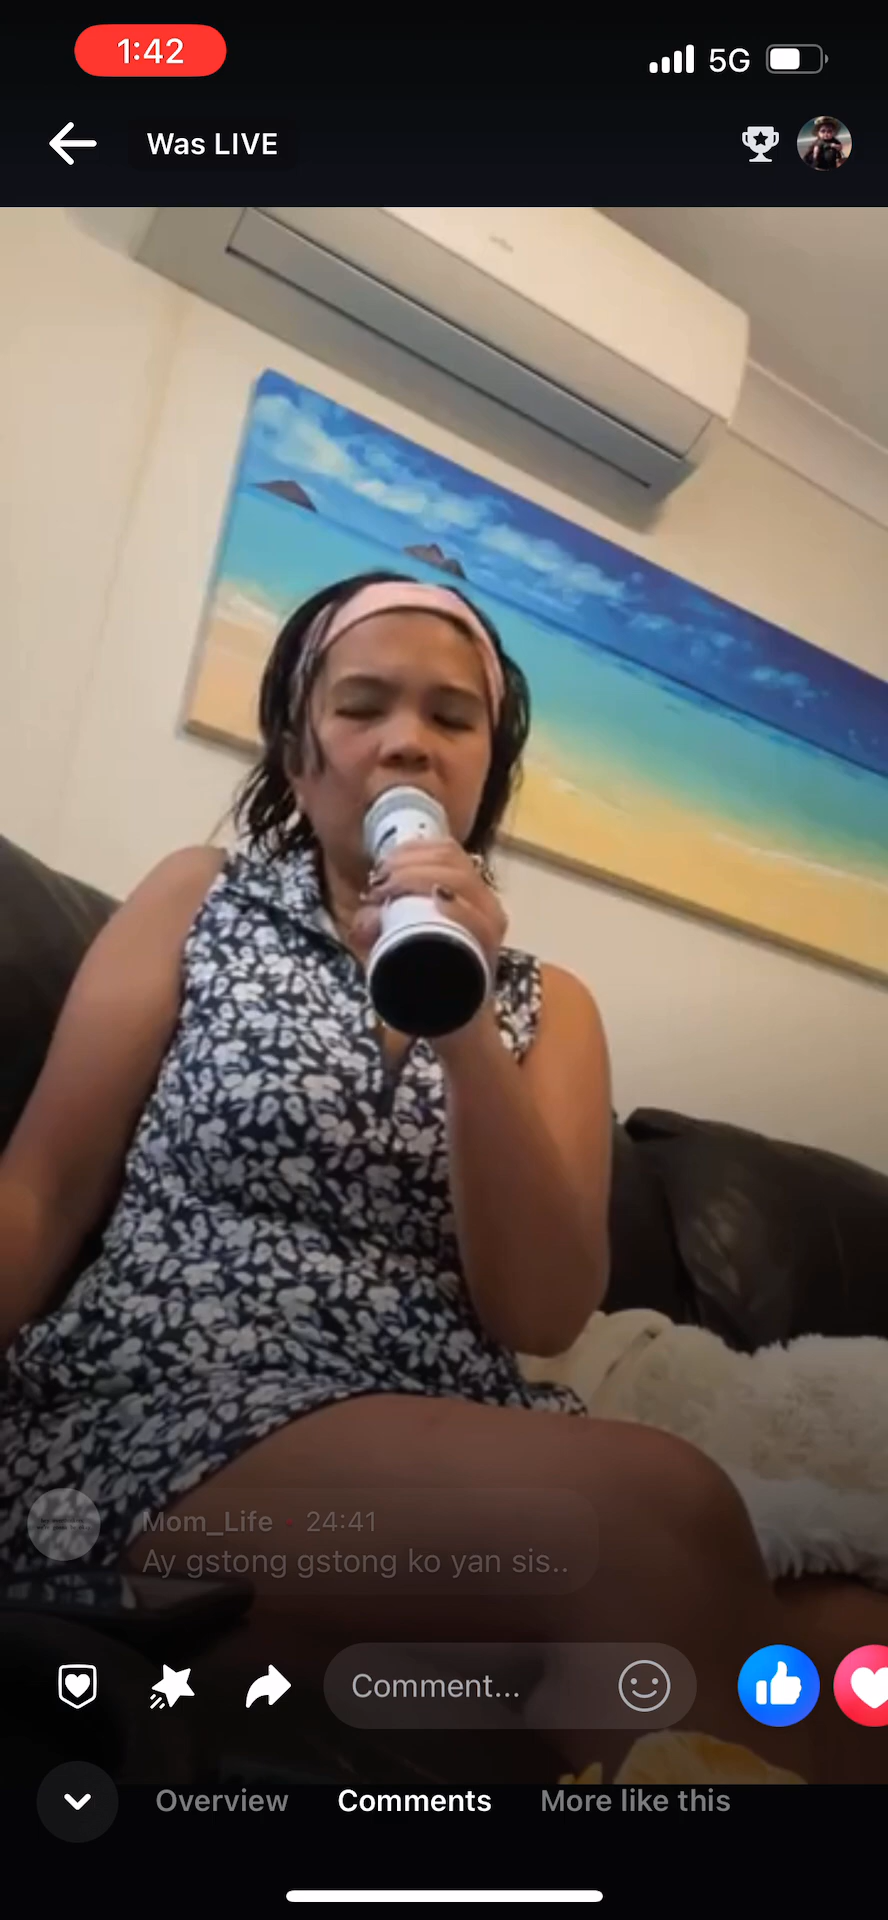 1:42
5G
Was LIVE
Mom_Life · 24:41
Ay gstong gstong ko yan sis..
Comment...
Overview
Comments
More like this